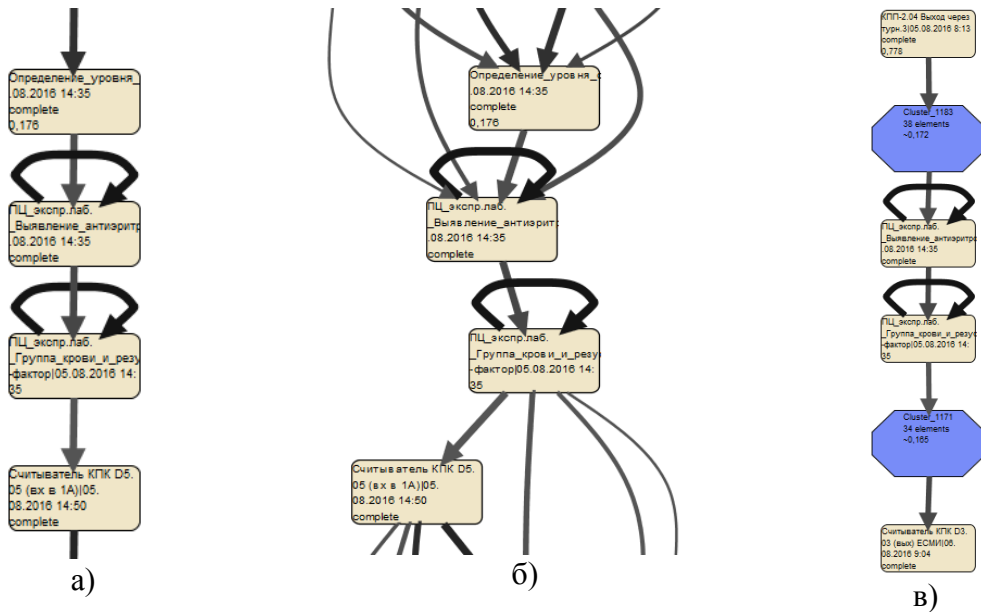 Определение_уровня_
.08.2016 14:35
complete
0,176
ПЦ_экспр.лаб.
_Выявление_антиэритр
.08.2016 14:35
complete
ПЦ_экспр.лаб.
_Группа_крови_и_резу
-фактор|05.08.2016 14:
35
Считыватель КПК D5.
05 (вх в 1А)|05.
08.2016 14:50
complete
а)
Определение_уровня_с
.08.2016 14:35
complete
0,176
ПЦ_экспр.лаб.
_Выявление_антиэритр
.08.2016 14:35
complete
ПЦ_экспр.лаб.
_Группа_крови_и_резу
-фактор|05.08.2016 14:
35
Считыватель КПК D5.
05 (вх в 1А)|05.
08.2016 14:50
complete
б)
КПП-2.04 Выход через
турн.3|05.08.2016 8:13
complete
0,778
Cluster_1183
38 elements
~0,172
ПЦ_экспр.лаб.
_Выявление_антиэритро
.08.2016 14:35
complete
ПЦ_экспр.лаб.
_Группа_крови_и_резус
-фактор|05.08.2016 14:
35
Cluster_1171
34 elements
~0,165
Считыватель КПК D3.
03 (вых) ЕСМИ|06.
08.2016 9:04
complete
в)